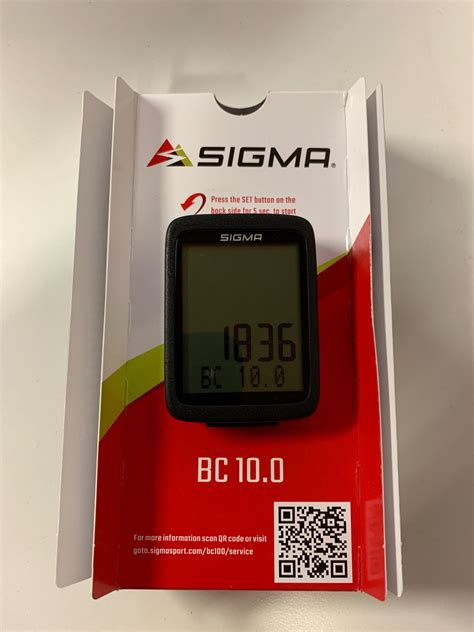 SIGMA
Press the SET button on the
back side for 5 sec. to start
SIGMA
1836
BC 10.0
BC 10.0
For more information scan QR code or visit
goto.sigmasport.com/bc100/service